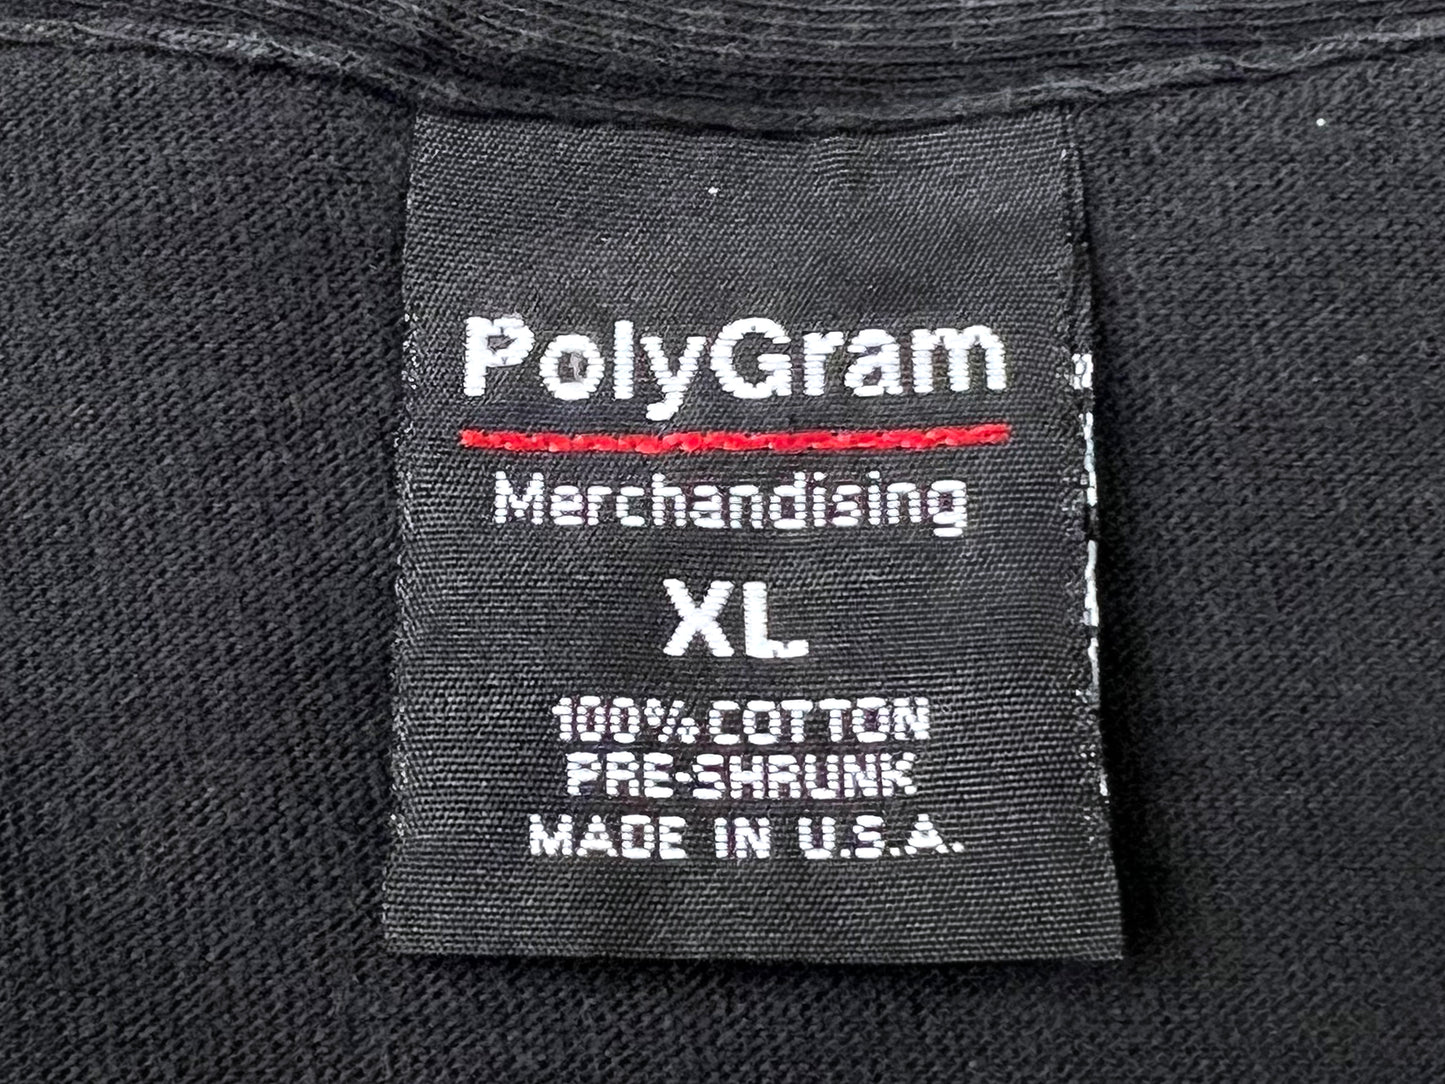 PolyGram
Merchandising
XL
100% COTTON
PRE-SHRUNK
MADE IN U.S.A.